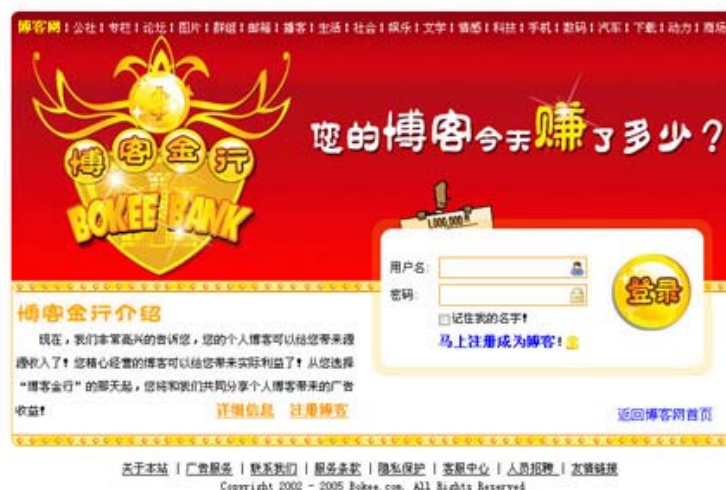 博客网 | 公社 | 专栏 | 论坛 | 图片 | 群组 | 邮箱 | 播客 | 生活 | 社会 | 娱乐 | 文学 | 情感 | 科技 | 手机 | 数码 | 汽车 | 下载 | 动力 | 商场
博客金行
BOKEE BANK
您的博客今天赚了多少?
1,000,000
用户名:
密码:
登录
记住我的名字!
马上注册成为博客!
博客金行介绍
现在,我们非常高兴的告诉您,您的个人博客可以给您带来源
源收入了!您精心经营的博客可以给您带来实际利益了!从您选择
“博客金行”的那天起,您将和我们共同分享个人博客带来的广告
收益!
详细信息 注册博客
返回博客网首页
关于本站 | 广告服务 | 联系我们 | 服务条款 | 隐私保护 | 客服中心 | 人员招聘 | 友情链接
Copyright 2002 - 2005 Bokee.com. All Rights Reserved